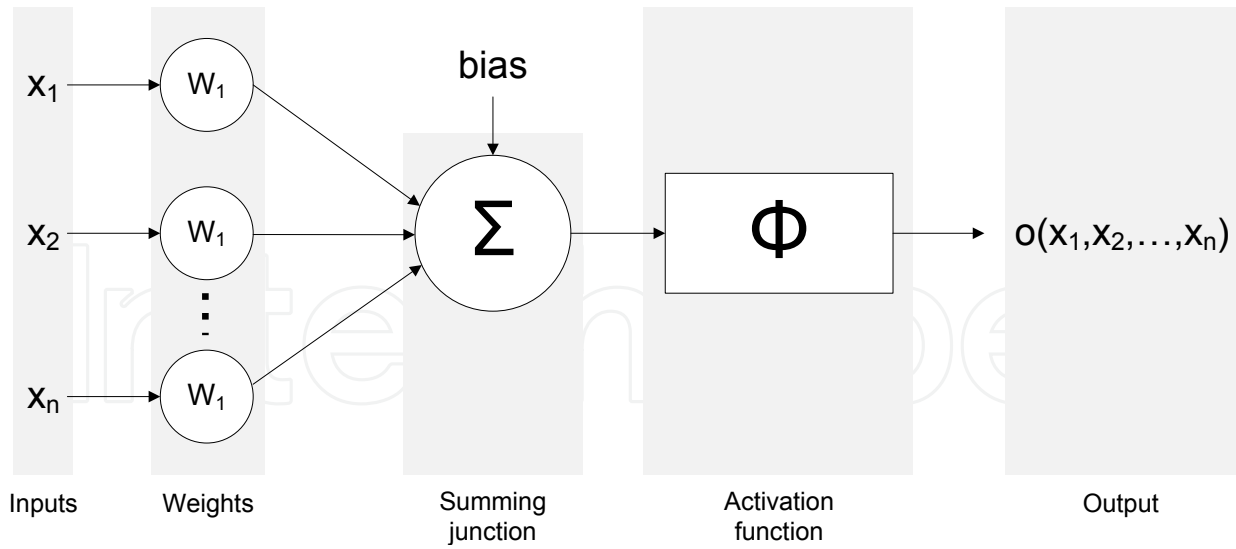 bias
x₁ W₁
x₂ W₁
Σ Φ o(x₁,x₂,…,xₙ)
⋮
xₙ W₁
Inputs Weights Summing junction Activation function Output